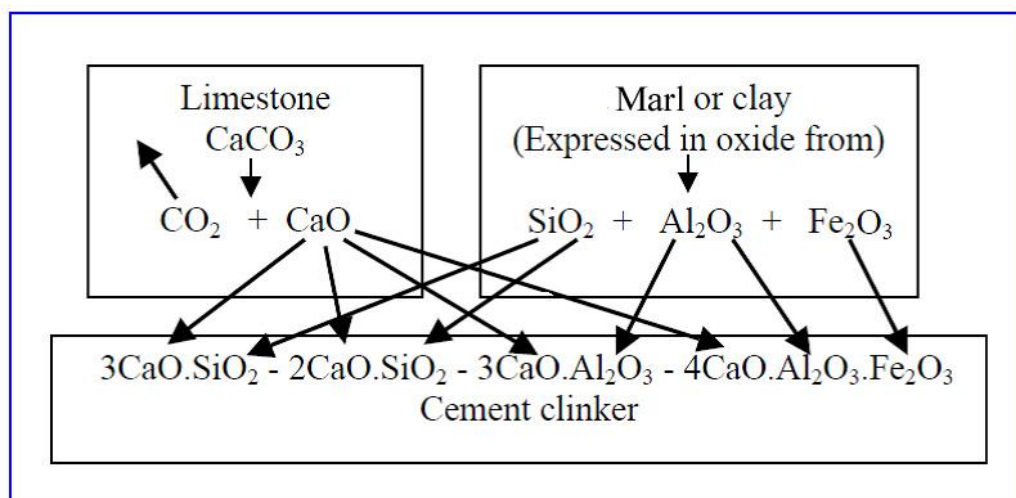 Limestone
CaCO₃
CO₂ + CaO
Marl or clay
(Expressed in oxide from)
SiO₂ + Al₂O₃ + Fe₂O₃
3CaO.SiO₂ - 2CaO.SiO₂ - 3CaO.Al₂O₃ - 4CaO.Al₂O₃.Fe₂O₃
Cement clinker